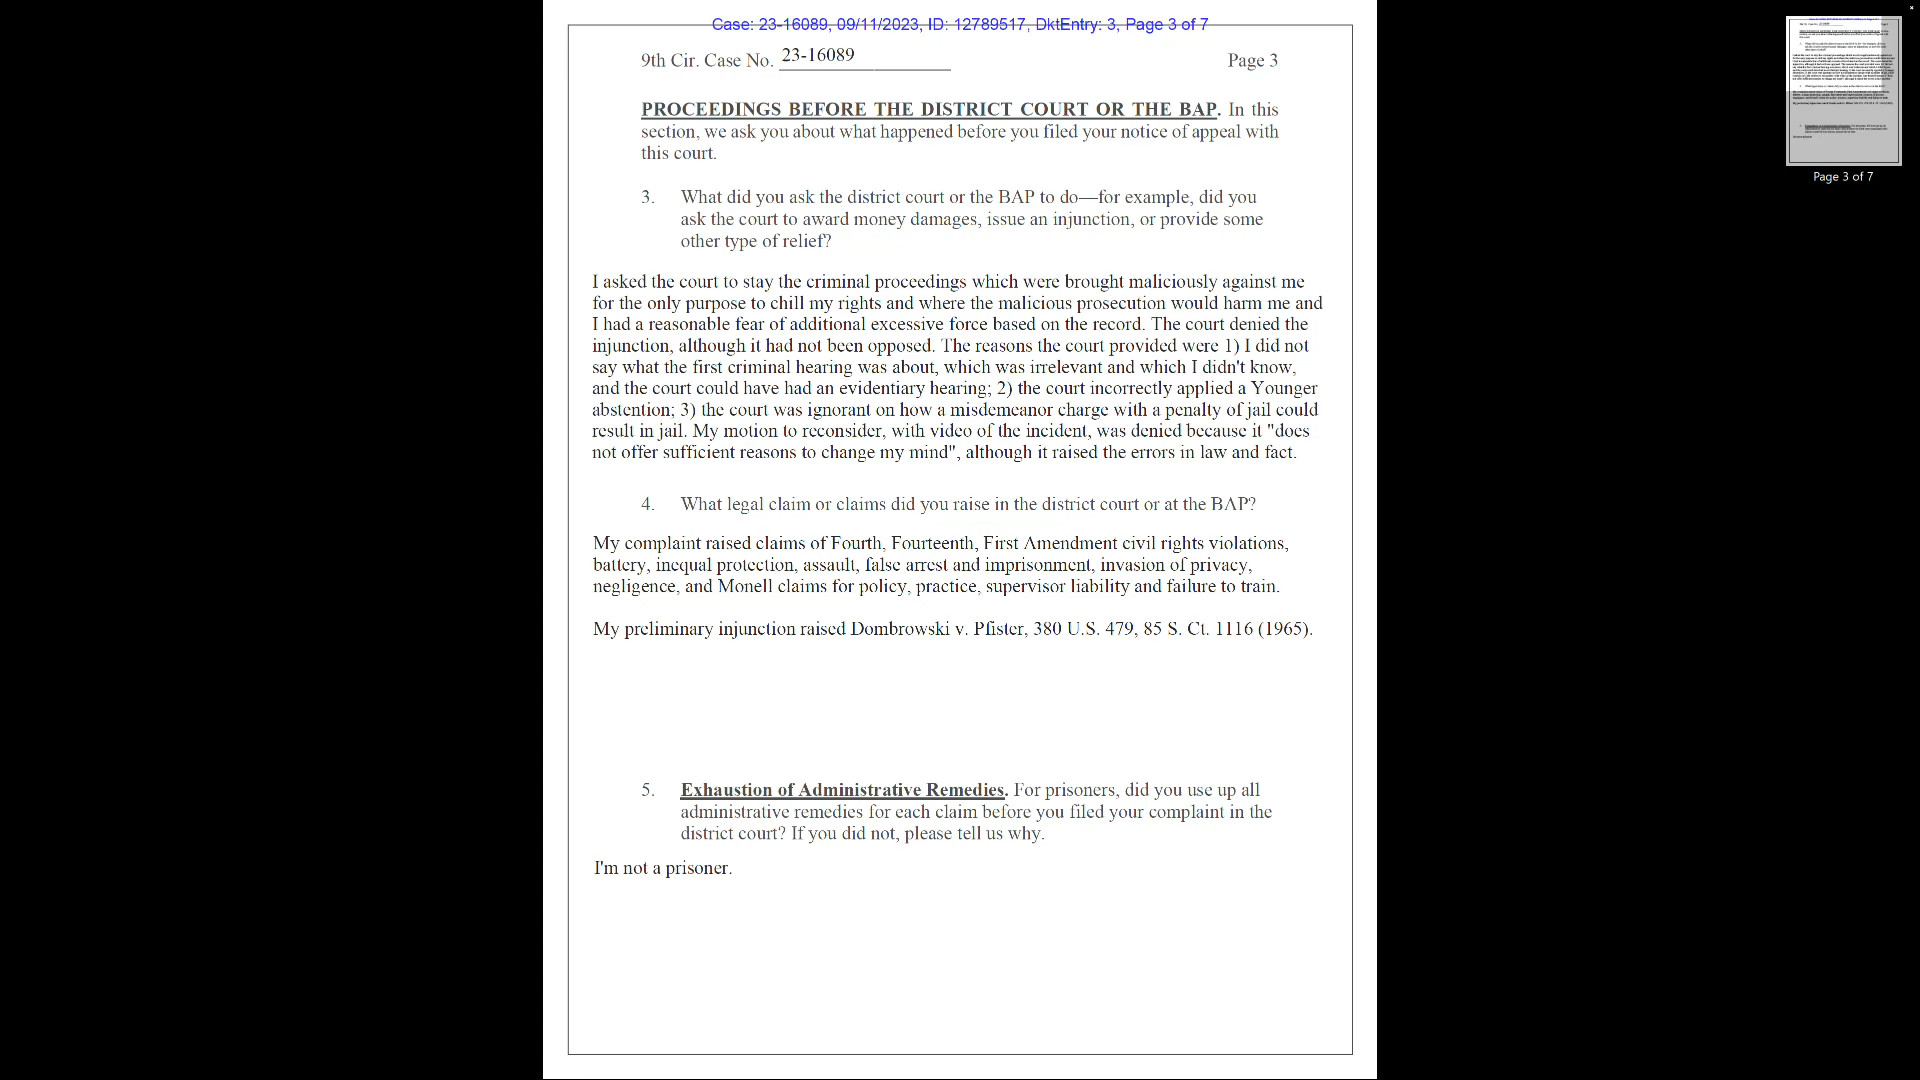 Case: 23-16089, 09/11/2023, ID: 12789517, DktEntry: 3, Page 3 of 7
9th Cir. Case No. 23-16089 Page 3
PROCEEDINGS BEFORE THE DISTRICT COURT OR THE BAP. In this
section, we ask you about what happened before you filed your notice of appeal with
this court.
3. What did you ask the district court or the BAP to do—for example, did you
ask the court to award money damages, issue an injunction, or provide some
other type of relief?
I asked the court to stay the criminal proceedings which were brought maliciously against me
for the only purpose to chill my rights and where the malicious prosecution would harm me and
I had a reasonable fear of additional excessive force based on the record. The court denied the
injunction, although it had not been opposed. The reasons the court provided were 1) I did not
say what the first criminal hearing was about, which was irrelevant and which I didn't know,
and the court could have had an evidentiary hearing; 2) the court incorrectly applied a Younger
abstention; 3) the court was ignorant on how a misdemeanor charge with a penalty of jail could
result in jail. My motion to reconsider, with video of the incident, was denied because it "does
not offer sufficient reasons to change my mind", although it raised the errors in law and fact.
4. What legal claim or claims did you raise in the district court or at the BAP?
My complaint raised claims of Fourth, Fourteenth, First Amendment civil rights violations,
battery, inequal protection, assault, false arrest and imprisonment, invasion of privacy,
negligence, and Monell claims for policy, practice, supervisor liability and failure to train.
My preliminary injunction raised Dombrowski v. Pfister, 380 U.S. 479, 85 S. Ct. 1116 (1965).
5. Exhaustion of Administrative Remedies. For prisoners, did you use up all
administrative remedies for each claim before you filed your complaint in the
district court? If you did not, please tell us why.
I'm not a prisoner.
Page 3 of 7